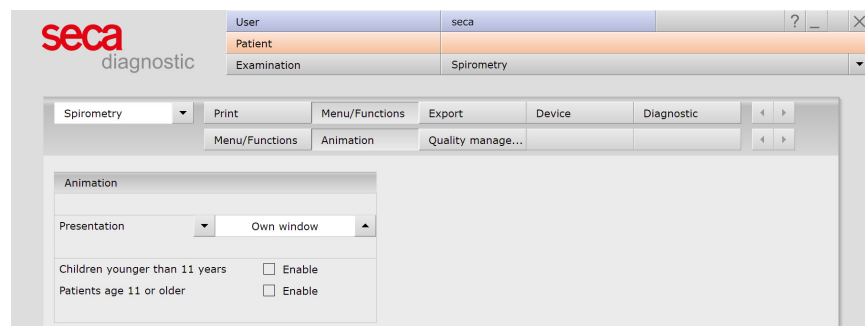 seca
diagnostic
User seca ? _ X
Patient
Examination Spirometry
Spirometry Print Menu/Functions Export Device Diagnostic
Menu/Functions Animation Quality manage...
Animation
Presentation Own window
Children younger than 11 years Enable
Patients age 11 or older Enable